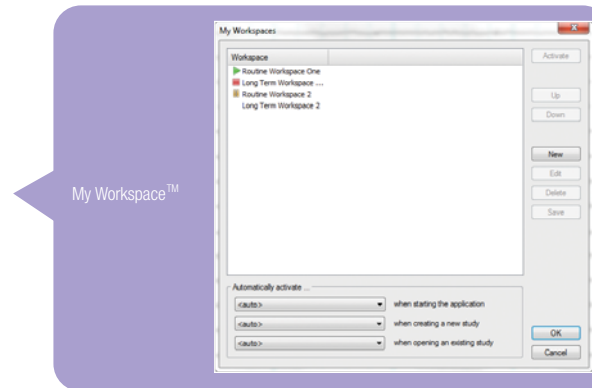 My Workspace™
My Workspaces
Workspace
Routine Workspace One
Long Term Workspace ...
Routine Workspace 2
Long Term Workspace 2
Activate
Up
Down
New
Edit
Delete
Save
Automatically activate ...
<auto> when starting the application
<auto> when creating a new study
<auto> when opening an existing study
OK
Cancel